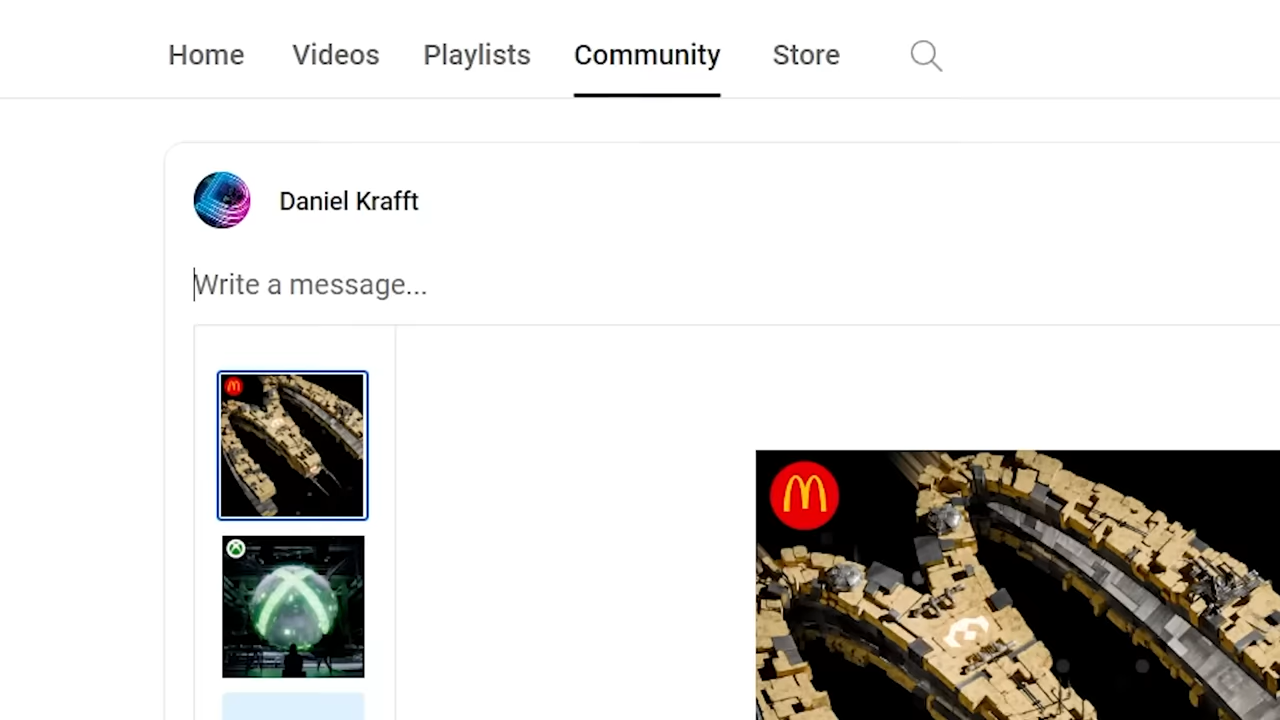 Home Videos Playlists Community Store
Daniel Krafft
Write a message...